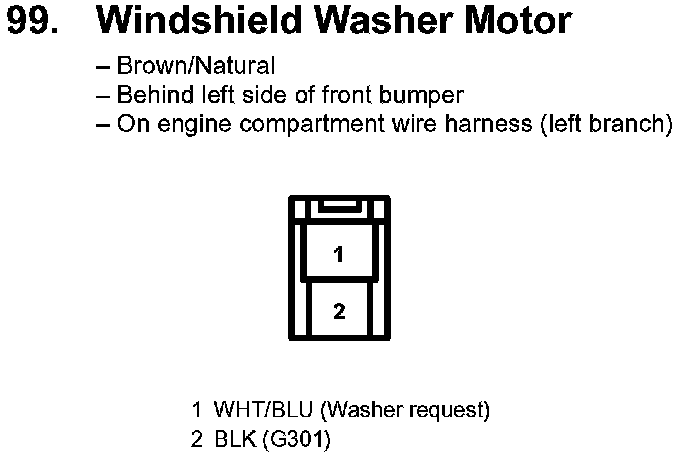 99. Windshield Washer Motor
– Brown/Natural
– Behind left side of front bumper
– On engine compartment wire harness (left branch)
1
2
1 WHT/BLU (Washer request)
2 BLK (G301)